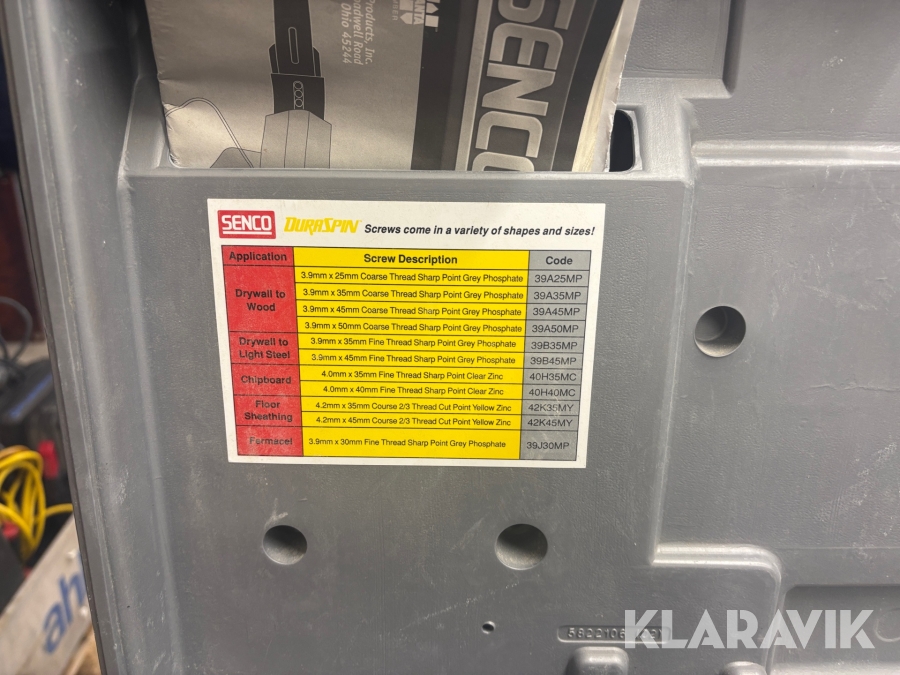 Products, Inc.
Ohio 45244
SENCO
SENCO DURASPIN Screws come in a variety of shapes and sizes!
Application Screw Description Code
Drywall to Wood
3.9mm x 25mm Coarse Thread Sharp Point Grey Phosphate 39A25MP
3.9mm x 35mm Coarse Thread Sharp Point Grey Phosphate 39A35MP
3.9mm x 45mm Coarse Thread Sharp Point Grey Phosphate 39A45MP
3.9mm x 50mm Coarse Thread Sharp Point Grey Phosphate 39A50MP
Drywall to Light Steel
3.9mm x 35mm Fine Thread Sharp Point Grey Phosphate 39B35MP
3.9mm x 45mm Fine Thread Sharp Point Grey Phosphate 39B45MP
Chipboard
4.0mm x 35mm Fine Thread Sharp Point Clear Zinc 40H35MC
4.0mm x 40mm Fine Thread Sharp Point Clear Zinc 40H40MC
Floor Sheathing
4.2mm x 35mm Course 2/3 Thread Cut Point Yellow Zinc 42K35MY
4.2mm x 45mm Course 2/3 Thread Cut Point Yellow Zinc 42K45MY
Fermacel
3.9mm x 30mm Fine Thread Sharp Point Grey Phosphate 39J30MP
KLARAVIK